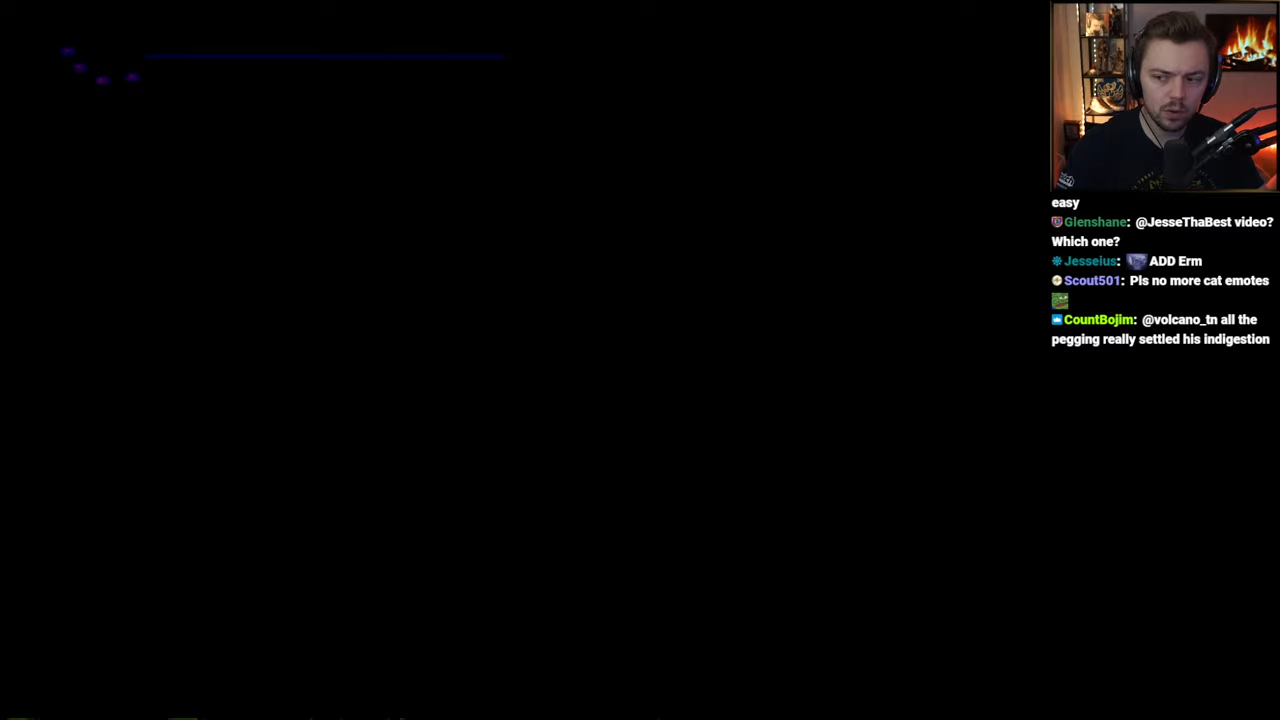 easy
Glenshane: @JesseThaBest video?
Which one?
Jesseius: ADD Erm
Scout501: Pls no more cat emotes
CountBojim: @volcano_tn all the
pegging really settled his indigestion